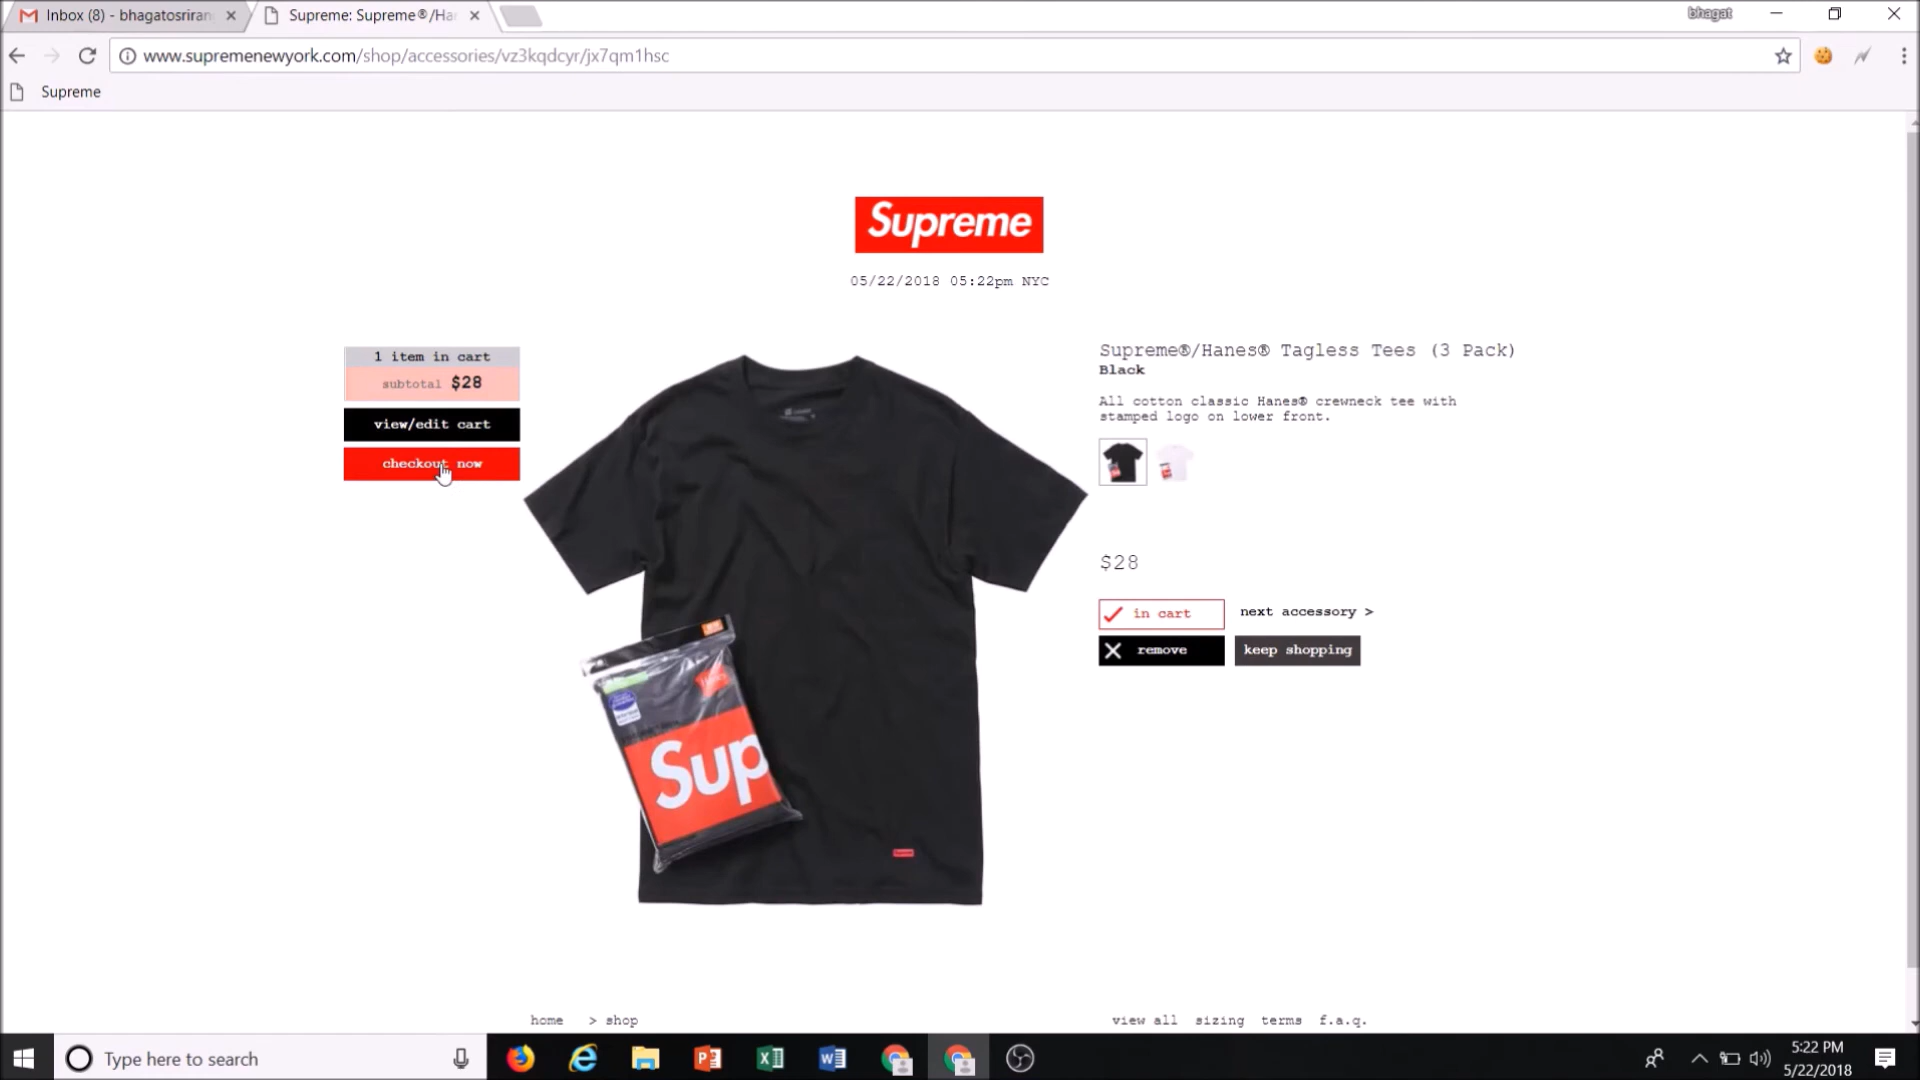 Inbox (8) - bhagatosriran
Supreme: Supreme®/Ha
bhagat
www.supremenewyork.com/shop/accessories/vz3kqdcyr/jx7qm1hsc
Supreme
Supreme
05/22/2018 05:22pm NYC
1 item in cart
subtotal $28
view/edit cart
checkout now
Supreme®/Hanes® Tagless Tees (3 Pack)
Black
All cotton classic Hanes® crewneck tee with
stamped logo on lower front.
$28
in cart
next accessory >
remove
keep shopping
Hanes
Sup
home > shop
view all sizing terms f.a.q.
Type here to search
5:22 PM
5/22/2018